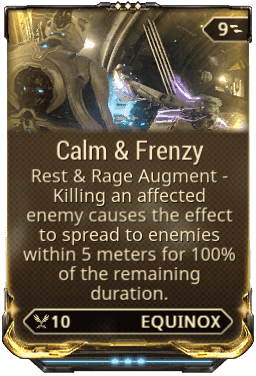 9
Calm & Frenzy
Rest & Rage Augment -
Killing an affected
enemy causes the effect
to spread to enemies
within 5 meters for 100%
of the remaining
duration.
10 EQUINOX